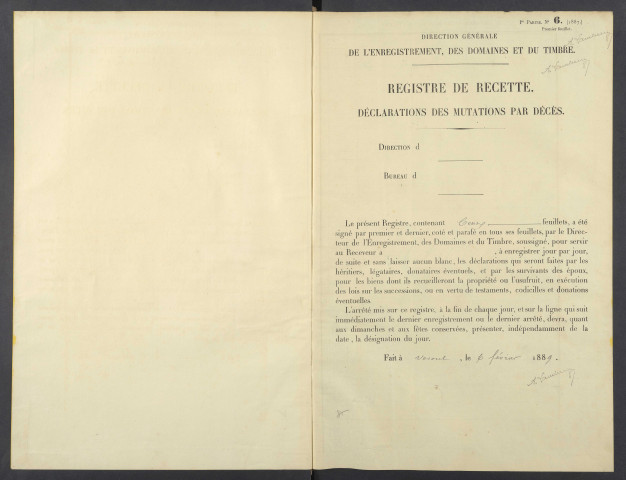 P^e Partie N° 6. (1884)
Première feuille.
DIRECTION GÉNÉRALE
DE L'ENREGISTREMENT, DES DOMAINES ET DU TIMBRE.
REGISTRE DE RECETTE.
DÉCLARATIONS DES MUTATIONS PAR DÉCÈS.
DIRECTION d
BUREAU d
Le présent Registre, contenant feuillets, a été
signé par premier et dernier, coté et parafé en tous ses feuillets, par le Direc-
teur de l'Enregistrement, des Domaines et du Timbre, soussigné, pour servir
au Receveur à , à enregistrer jour par jour,
de suite et sans laisser aucun blanc, les déclarations qui seront faites par les
héritiers, légataires, donataires éventuels, et par les survivants des époux,
pour les biens dont ils recueilleront la propriété ou l'usufruit, en exécution
des lois sur les successions, ou en vertu de testaments, codicilles et donations
éventuelles.
L'arrêté mis sur ce registre, à la fin de chaque jour, et sur la ligne qui suit
immédiatement le dernier enregistrement ou le dernier arrêté, devra, quant
aux dimanches et aux fêtes conservées, présenter, indépendamment de la
date, la désignation du jour.
Fait à Vesoul, le 6 février 1889.